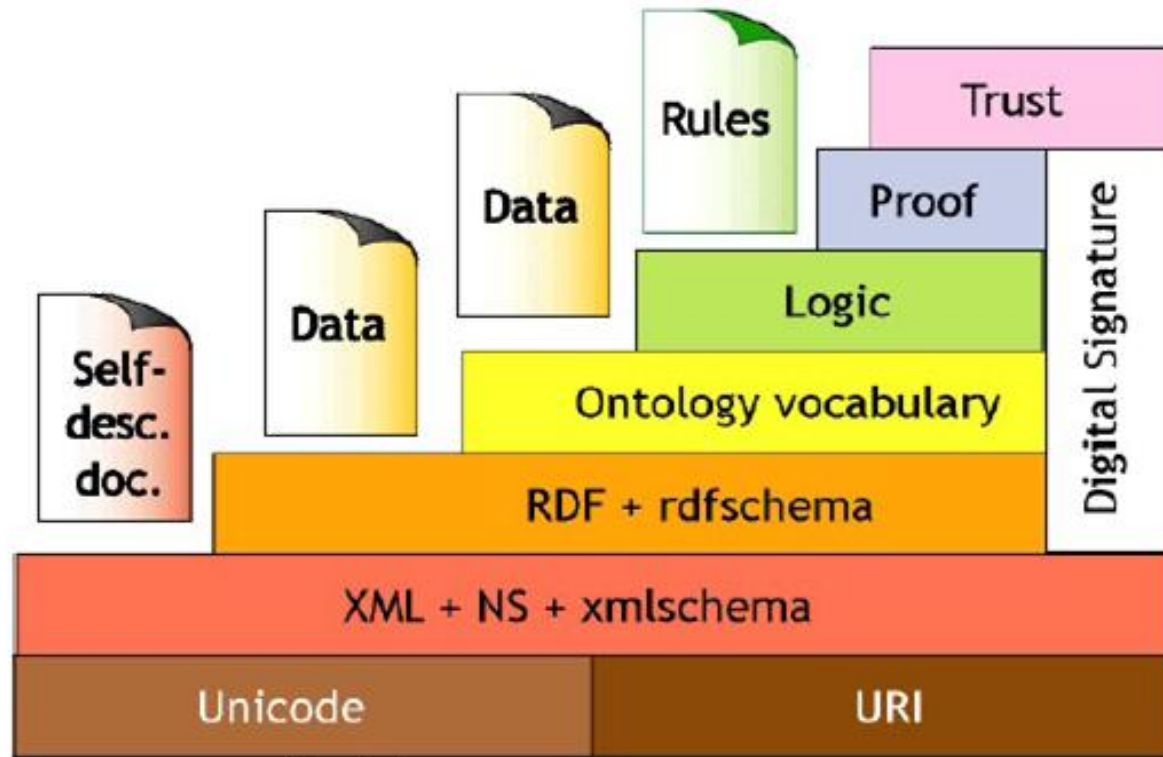 Rules
Trust
Data
Proof
Data
Logic
Self-
desc.
doc.
Ontology vocabulary
Digital Signature
RDF + rdfschema
XML + NS + xmlschema
Unicode
URI